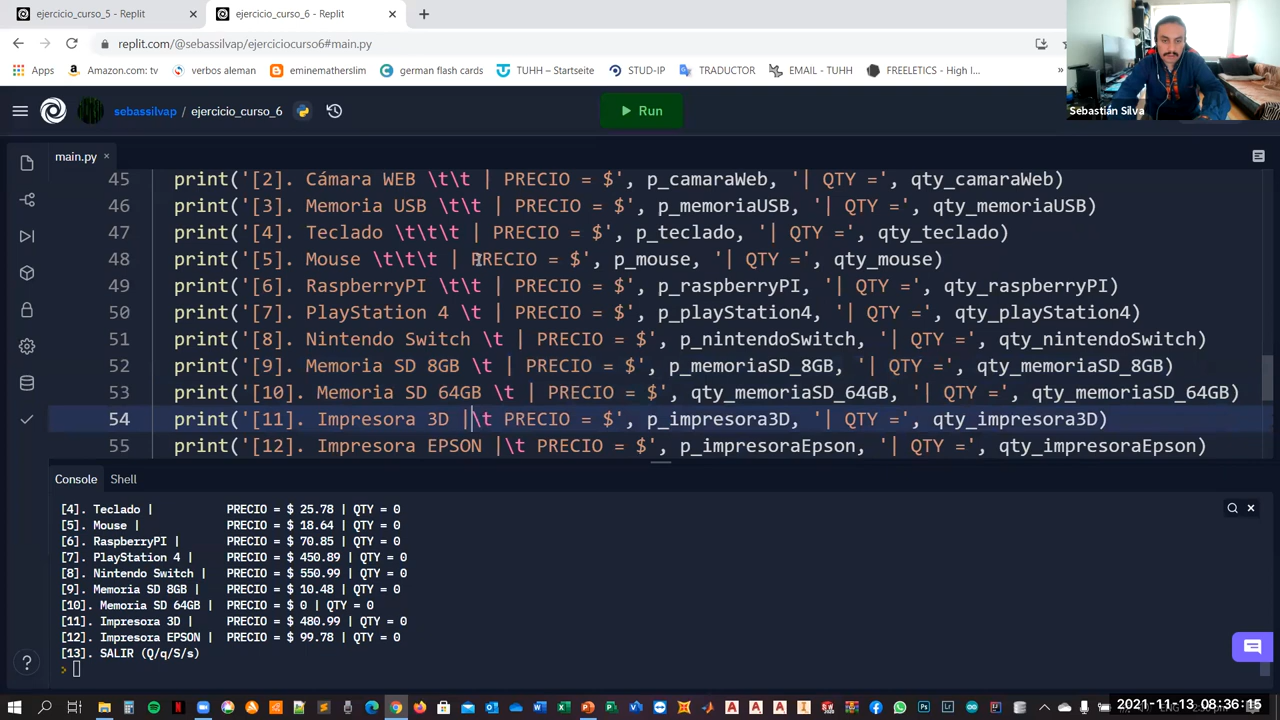 ejercicio_curso_5 - Replit × ejercicio_curso_6 - Replit × +
replit.com/@sebassilvap/ejerciciocurso6#main.py
Apps Amazon.com: tv verbos aleman eminematherslim german flash cards TUHH – Startseite STUD-IP TRADUCTOR EMAIL - TUHH FREELETICS - High I... »
Sebastián Silva
sebassilvap / ejercicio_curso_6 Run
main.py ×
45 print('[2]. Cámara WEB \t\t | PRECIO = $', p_camaraWeb, '| QTY =', qty_camaraWeb)
46 print('[3]. Memoria USB \t\t | PRECIO = $', p_memoriaUSB, '| QTY =', qty_memoriaUSB)
47 print('[4]. Teclado \t\t\t | PRECIO = $', p_teclado, '| QTY =', qty_teclado)
48 print('[5]. Mouse \t\t\t | PRECIO = $', p_mouse, '| QTY =', qty_mouse)
49 print('[6]. RaspberryPI \t\t | PRECIO = $', p_raspberryPI, '| QTY =', qty_raspberryPI)
50 print('[7]. PlayStation 4 \t\t | PRECIO = $', p_playStation4, '| QTY =', qty_playStation4)
51 print('[8]. Nintendo Switch \t | PRECIO = $', p_nintendoSwitch, '| QTY =', qty_nintendoSwitch)
52 print('[9]. Memoria SD 8GB \t | PRECIO = $', p_memoriaSD_8GB, '| QTY =', qty_memoriaSD_8GB)
53 print('[10]. Memoria SD 64GB \t | PRECIO = $', qty_memoriaSD_64GB, '| QTY =', qty_memoriaSD_64GB)
54 print('[11]. Impresora 3D |\t PRECIO = $', p_impresora3D, '| QTY =', qty_impresora3D)
55 print('[12]. Impresora EPSON |\t PRECIO = $', p_impresoraEpson, '| QTY =', qty_impresoraEpson)
Console Shell
[4]. Teclado | PRECIO = $ 25.78 | QTY = 0
[5]. Mouse | PRECIO = $ 18.64 | QTY = 0
[6]. RaspberryPI | PRECIO = $ 70.85 | QTY = 0
[7]. PlayStation 4 | PRECIO = $ 450.89 | QTY = 0
[8]. Nintendo Switch | PRECIO = $ 550.99 | QTY = 0
[9]. Memoria SD 8GB | PRECIO = $ 10.48 | QTY = 0
[10]. Memoria SD 64GB | PRECIO = $ 0 | QTY = 0
[11]. Impresora 3D | PRECIO = $ 480.99 | QTY = 0
[12]. Impresora EPSON | PRECIO = $ 99.78 | QTY = 0
[13]. SALIR (Q/q/S/s)
>
2021-11-13 08:36:15